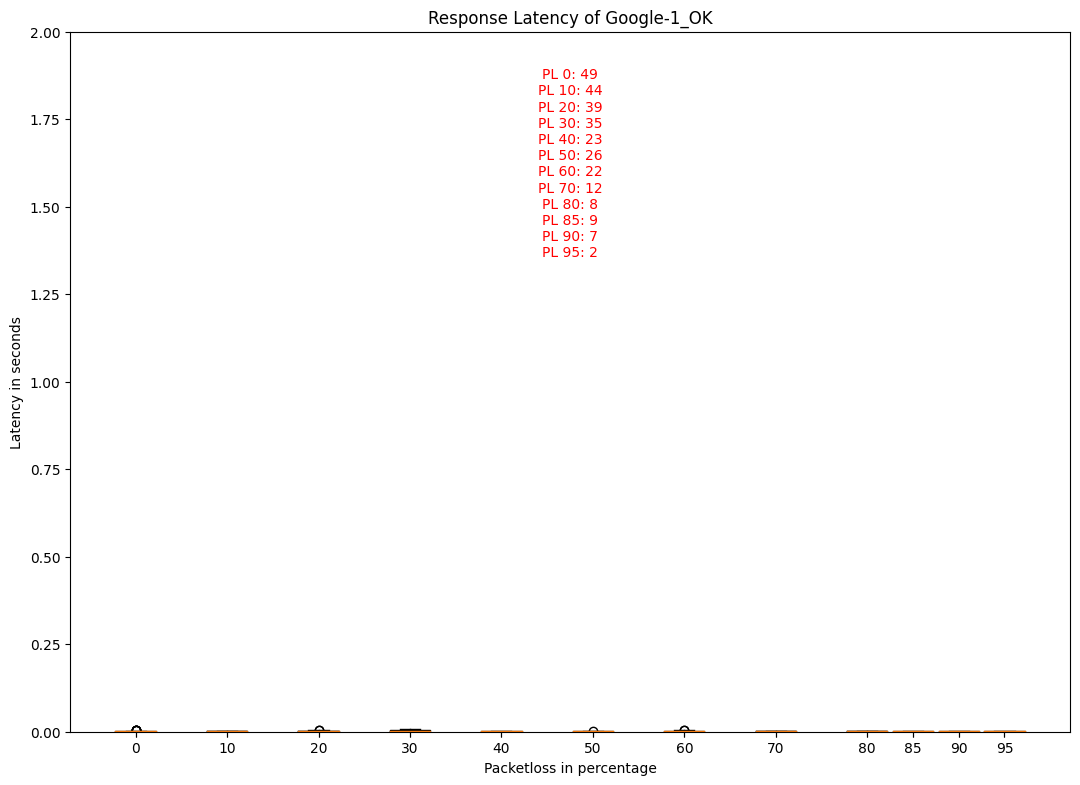 Response Latency of Google-1_OK
2.00
1.75
1.50
1.25
1.00
0.75
0.50
0.25
0.00
Latency in seconds
PL 0: 49
PL 10: 44
PL 20: 39
PL 30: 35
PL 40: 23
PL 50: 26
PL 60: 22
PL 70: 12
PL 80: 8
PL 85: 9
PL 90: 7
PL 95: 2
0 10 20 30 40 50 60 70 80 85 90 95
Packetloss in percentage